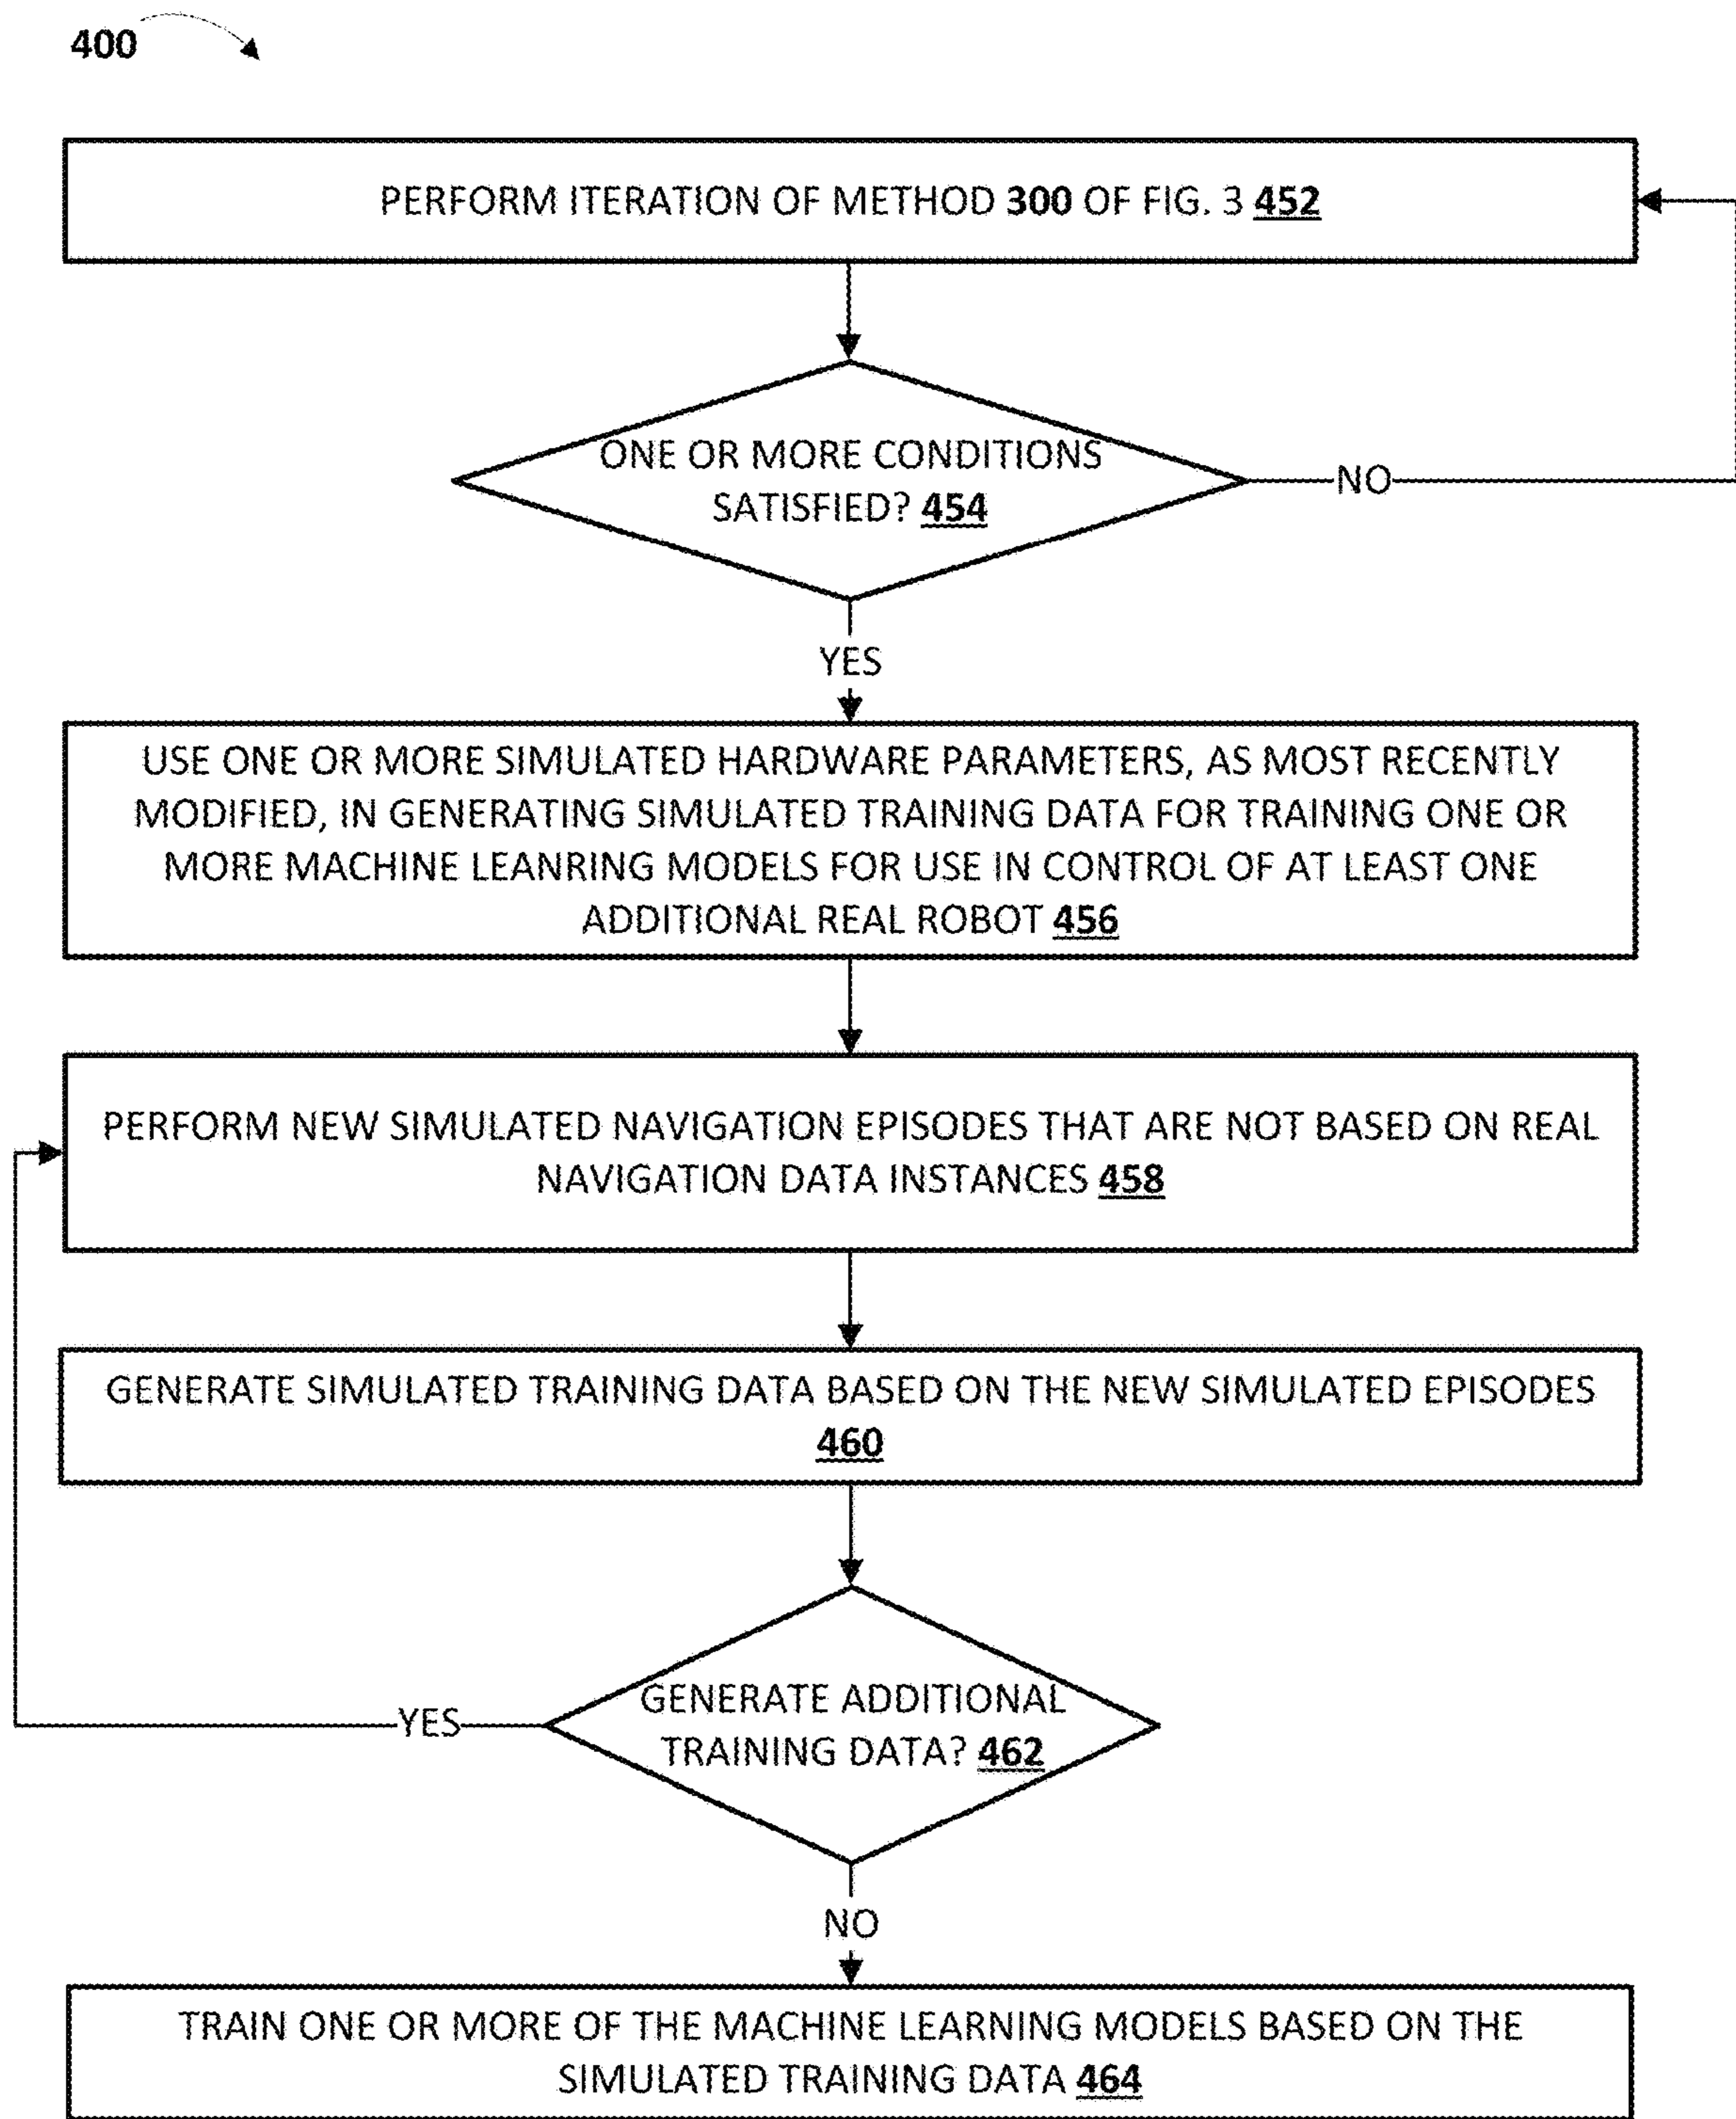 400
PERFORM ITERATION OF METHOD 300 OF FIG. 3 452
ONE OR MORE CONDITIONS
SATISFIED? 454
NO
YES
USE ONE OR MORE SIMULATED HARDWARE PARAMETERS, AS MOST RECENTLY
MODIFIED, IN GENERATING SIMULATED TRAINING DATA FOR TRAINING ONE OR
MORE MACHINE LEANRING MODELS FOR USE IN CONTROL OF AT LEAST ONE
ADDITIONAL REAL ROBOT 456
PERFORM NEW SIMULATED NAVIGATION EPISODES THAT ARE NOT BASED ON REAL
NAVIGATION DATA INSTANCES 458
GENERATE SIMULATED TRAINING DATA BASED ON THE NEW SIMULATED EPISODES
460
GENERATE ADDITIONAL
TRAINING DATA? 462
YES
NO
TRAIN ONE OR MORE OF THE MACHINE LEARNING MODELS BASED ON THE
SIMULATED TRAINING DATA 464